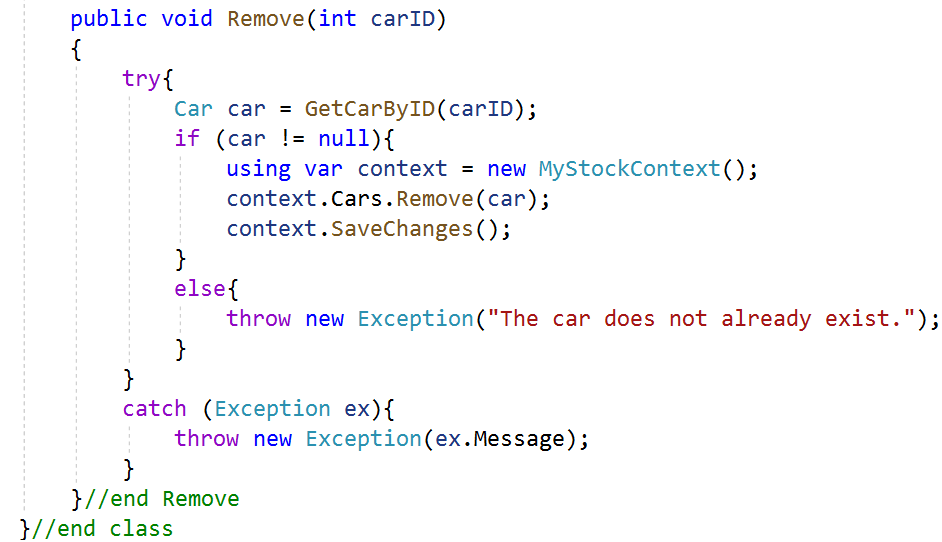 public void Remove(int carID)
{
try{
Car car = GetCarByID(carID);
if (car != null){
using var context = new MyStockContext();
context.Cars.Remove(car);
context.SaveChanges();
}
else{
throw new Exception("The car does not already exist.");
}
}
catch (Exception ex){
throw new Exception(ex.Message);
}
}//end Remove
}//end class